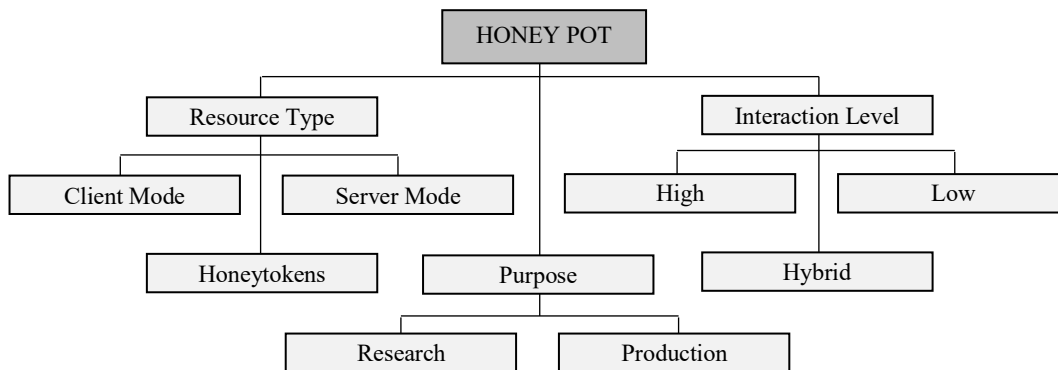 HONEY POT
Resource Type
Interaction Level
Client Mode
Server Mode
High
Low
Honeytokens
Purpose
Hybrid
Research
Production